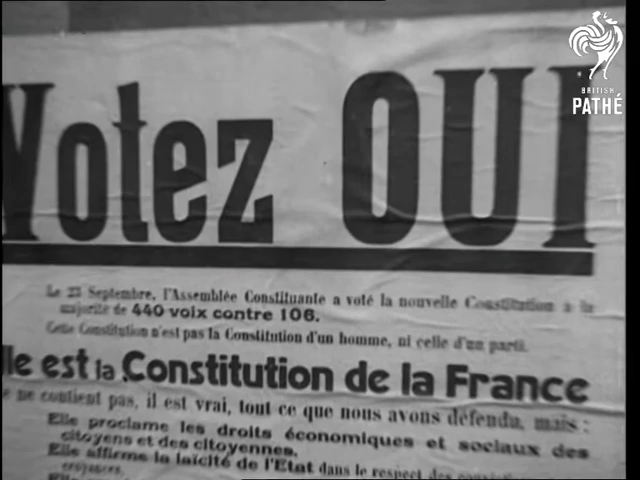 Votez OUI
BRITISH
PATHÉ
Le 23 Septembre, l'Assemblée Constituante a voté la nouvelle Constitution à la
majorité de 440 voix contre 106.
Cette Constitution n'est pas la Constitution d'un homme, ni celle d'un parti.
lle est la Constitution de la France
e ne contient pas, il est vrai, tout ce que nous avons défendu, mais :
Elle proclame les droits économiques et sociaux des
citoyens et des citoyennes.
Elle affirme la laïcité de l'Etat dans le respect des
croyances.